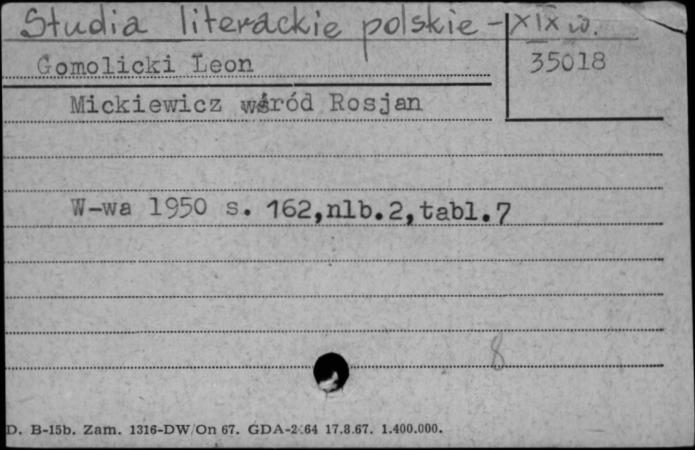 Studia literackie polskie - XIX w.
Gomolicki Leon
35018
Mickiewicz wśród Rosjan
W-wa 1950 s. 162,nlb.2,tabl.7
8
D. B-15b. Zam. 1316-DW/On 67. GDA-2.64 17.8.67. 1.400.000.